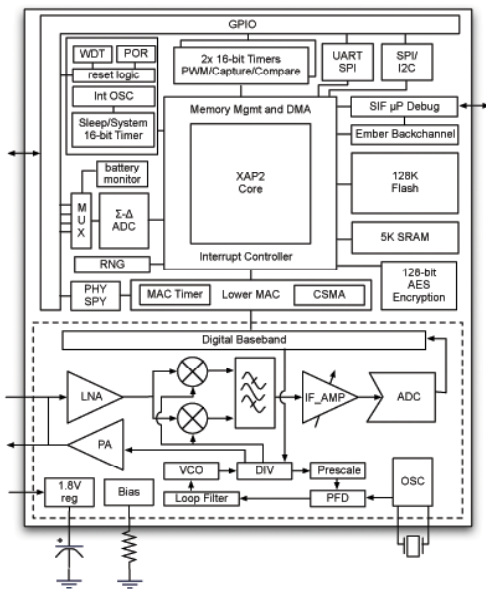 GPIO
WDT
POR
reset logic
Int OSC
Sleep/System
16-bit Timer
2x 16-bit Timers
PWM/Capture/Compare
UART
SPI
SPI/
I2C
Memory Mgmt and DMA
SIF µP Debug
Ember Backchannel
battery
monitor
M
U
X
Σ-Δ
ADC
XAP2
Core
128K
Flash
5K SRAM
Interrupt Controller
RNG
128-bit
AES
Encryption
PHY
SPY
MAC Timer
Lower MAC
CSMA
Digital Baseband
LNA
IF_AMP
ADC
PA
VCO
DIV
Prescale
OSC
1.8V
reg
Bias
Loop Filter
PFD
+